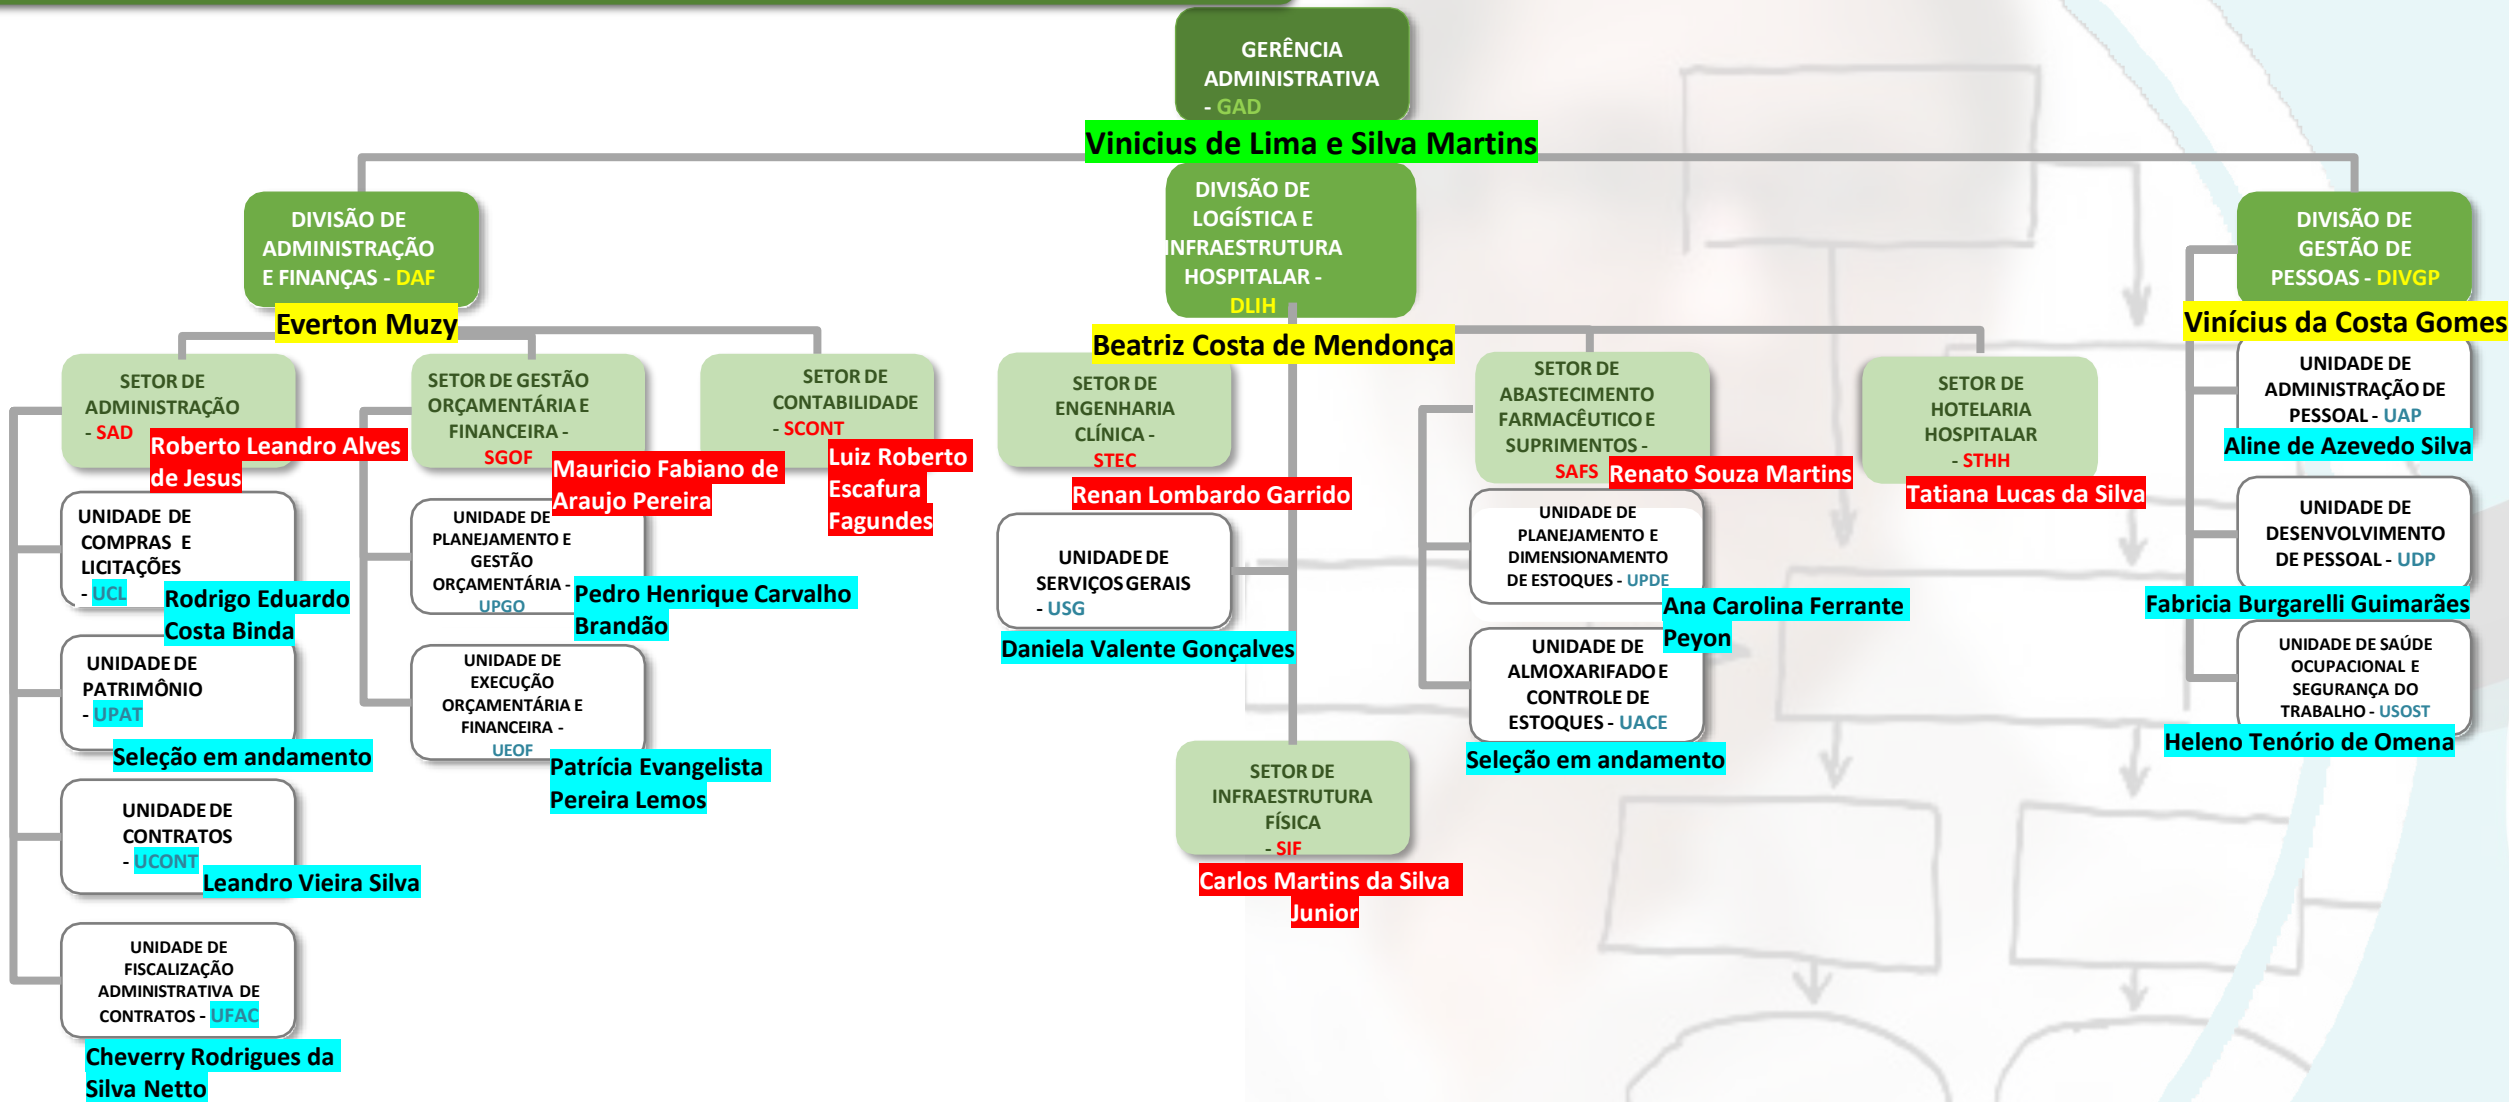 GERÊNCIA
ADMINISTRATIVA
- GAD
Vinicius de Lima e Silva Martins
DIVISÃO DE
ADMINISTRAÇÃO
E FINANÇAS - DAF
Everton Muzy
DIVISÃO DE
LOGÍSTICA E
INFRAESTRUTURA
HOSPITALAR -
DLIH
Beatriz Costa de Mendonça
DIVISÃO DE
GESTÃO DE
PESSOAS - DIVGP
Vinícius da Costa Gomes
SETOR DE
ADMINISTRAÇÃO
- SAD
Roberto Leandro Alves
de Jesus
SETOR DE GESTÃO
ORÇAMENTÁRIA E
FINANCEIRA -
SGOF
Mauricio Fabiano de
Araujo Pereira
SETOR DE
CONTABILIDADE
- SCONT
Luiz Roberto
Escafura
Fagundes
SETOR DE
ENGENHARIA
CLÍNICA -
STEC
Renan Lombardo Garrido
SETOR DE
ABASTECIMENTO
FARMACÊUTICO E
SUPRIMENTOS -
SAFS
Renato Souza Martins
SETOR DE
HOTELARIA
HOSPITALAR
- STHH
Tatiana Lucas da Silva
UNIDADE DE
ADMINISTRAÇÃO DE
PESSOAL - UAP
Aline de Azevedo Silva
UNIDADE DE
COMPRAS E
LICITAÇÕES
- UCL
Rodrigo Eduardo
Costa Binda
UNIDADE DE
PLANEJAMENTO E
GESTÃO
ORÇAMENTÁRIA -
UPGO
Pedro Henrique Carvalho
Brandão
UNIDADE DE
SERVIÇOS GERAIS
- USG
Daniela Valente Gonçalves
UNIDADE DE
PLANEJAMENTO E
DIMENSIONAMENTO
DE ESTOQUES - UPDE
Ana Carolina Ferrante
Peyon
UNIDADE DE
DESENVOLVIMENTO
DE PESSOAL - UDP
Fabricia Burgarelli Guimarães
UNIDADE DE
PATRIMÔNIO
- UPAT
Seleção em andamento
UNIDADE DE
EXECUÇÃO
ORÇAMENTÁRIA E
FINANCEIRA -
UEOF
Patrícia Evangelista
Pereira Lemos
UNIDADE DE
ALMOXARIFADO E
CONTROLE DE
ESTOQUES - UACE
Seleção em andamento
UNIDADE DE SAÚDE
OCUPACIONAL E
SEGURANÇA DO
TRABALHO - USOST
Heleno Tenório de Omena
UNIDADE DE
CONTRATOS
- UCONT
Leandro Vieira Silva
SETOR DE
INFRAESTRUTURA
FÍSICA
- SIF
Carlos Martins da Silva
Junior
UNIDADE DE
FISCALIZAÇÃO
ADMINISTRATIVA DE
CONTRATOS - UFAC
Cheverry Rodrigues da
Silva Netto